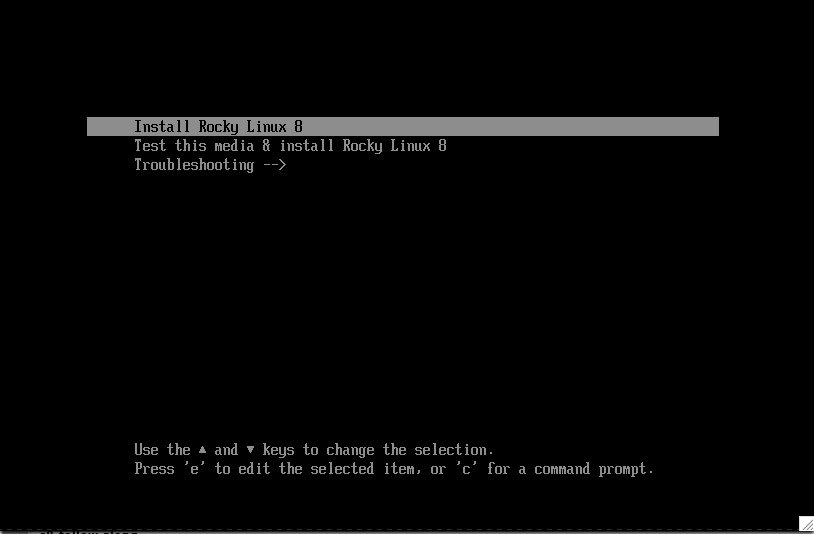 Install Rocky Linux 8
Test this media & install Rocky Linux 8
Troubleshooting -->
Use the ▲ and ▼ keys to change the selection.
Press 'e' to edit the selected item, or 'c' for a command prompt.